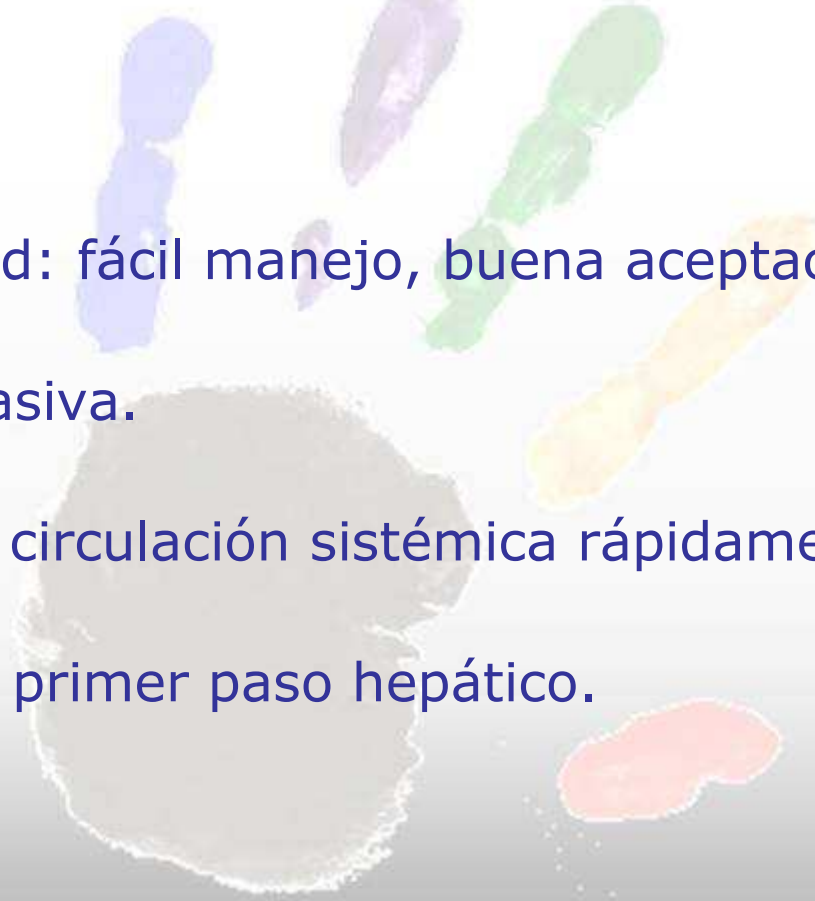 d: fácil manejo, buena aceptac
asiva.
circulación sistémica rápidame
primer paso hepático.